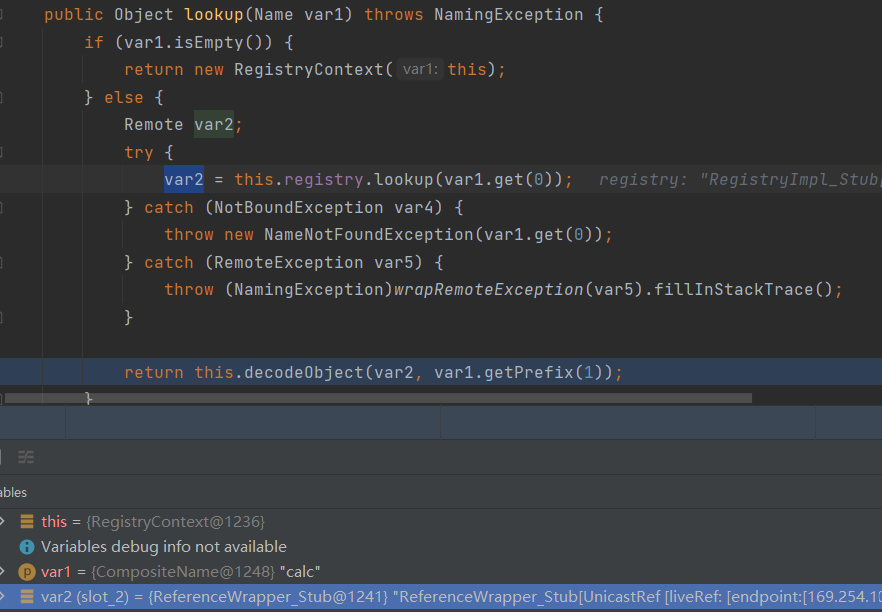 public Object lookup(Name var1) throws NamingException {
if (var1.isEmpty()) {
return new RegistryContext( var1: this);
} else {
Remote var2;
try {
var2 = this.registry.lookup(var1.get(0)); registry: "RegistryImpl_Stub
} catch (NotBoundException var4) {
throw new NameNotFoundException(var1.get(0));
} catch (RemoteException var5) {
throw (NamingException)wrapRemoteException(var5).fillInStackTrace();
}
return this.decodeObject(var2, var1.getPrefix(1));
}
ables
this = {RegistryContext@1236}
Variables debug info not available
var1 = {CompositeName@1248} "calc"
var2 (slot_2) = {ReferenceWrapper_Stub@1241} "ReferenceWrapper_Stub[UnicastRef [liveRef: [endpoint:[169.254.10